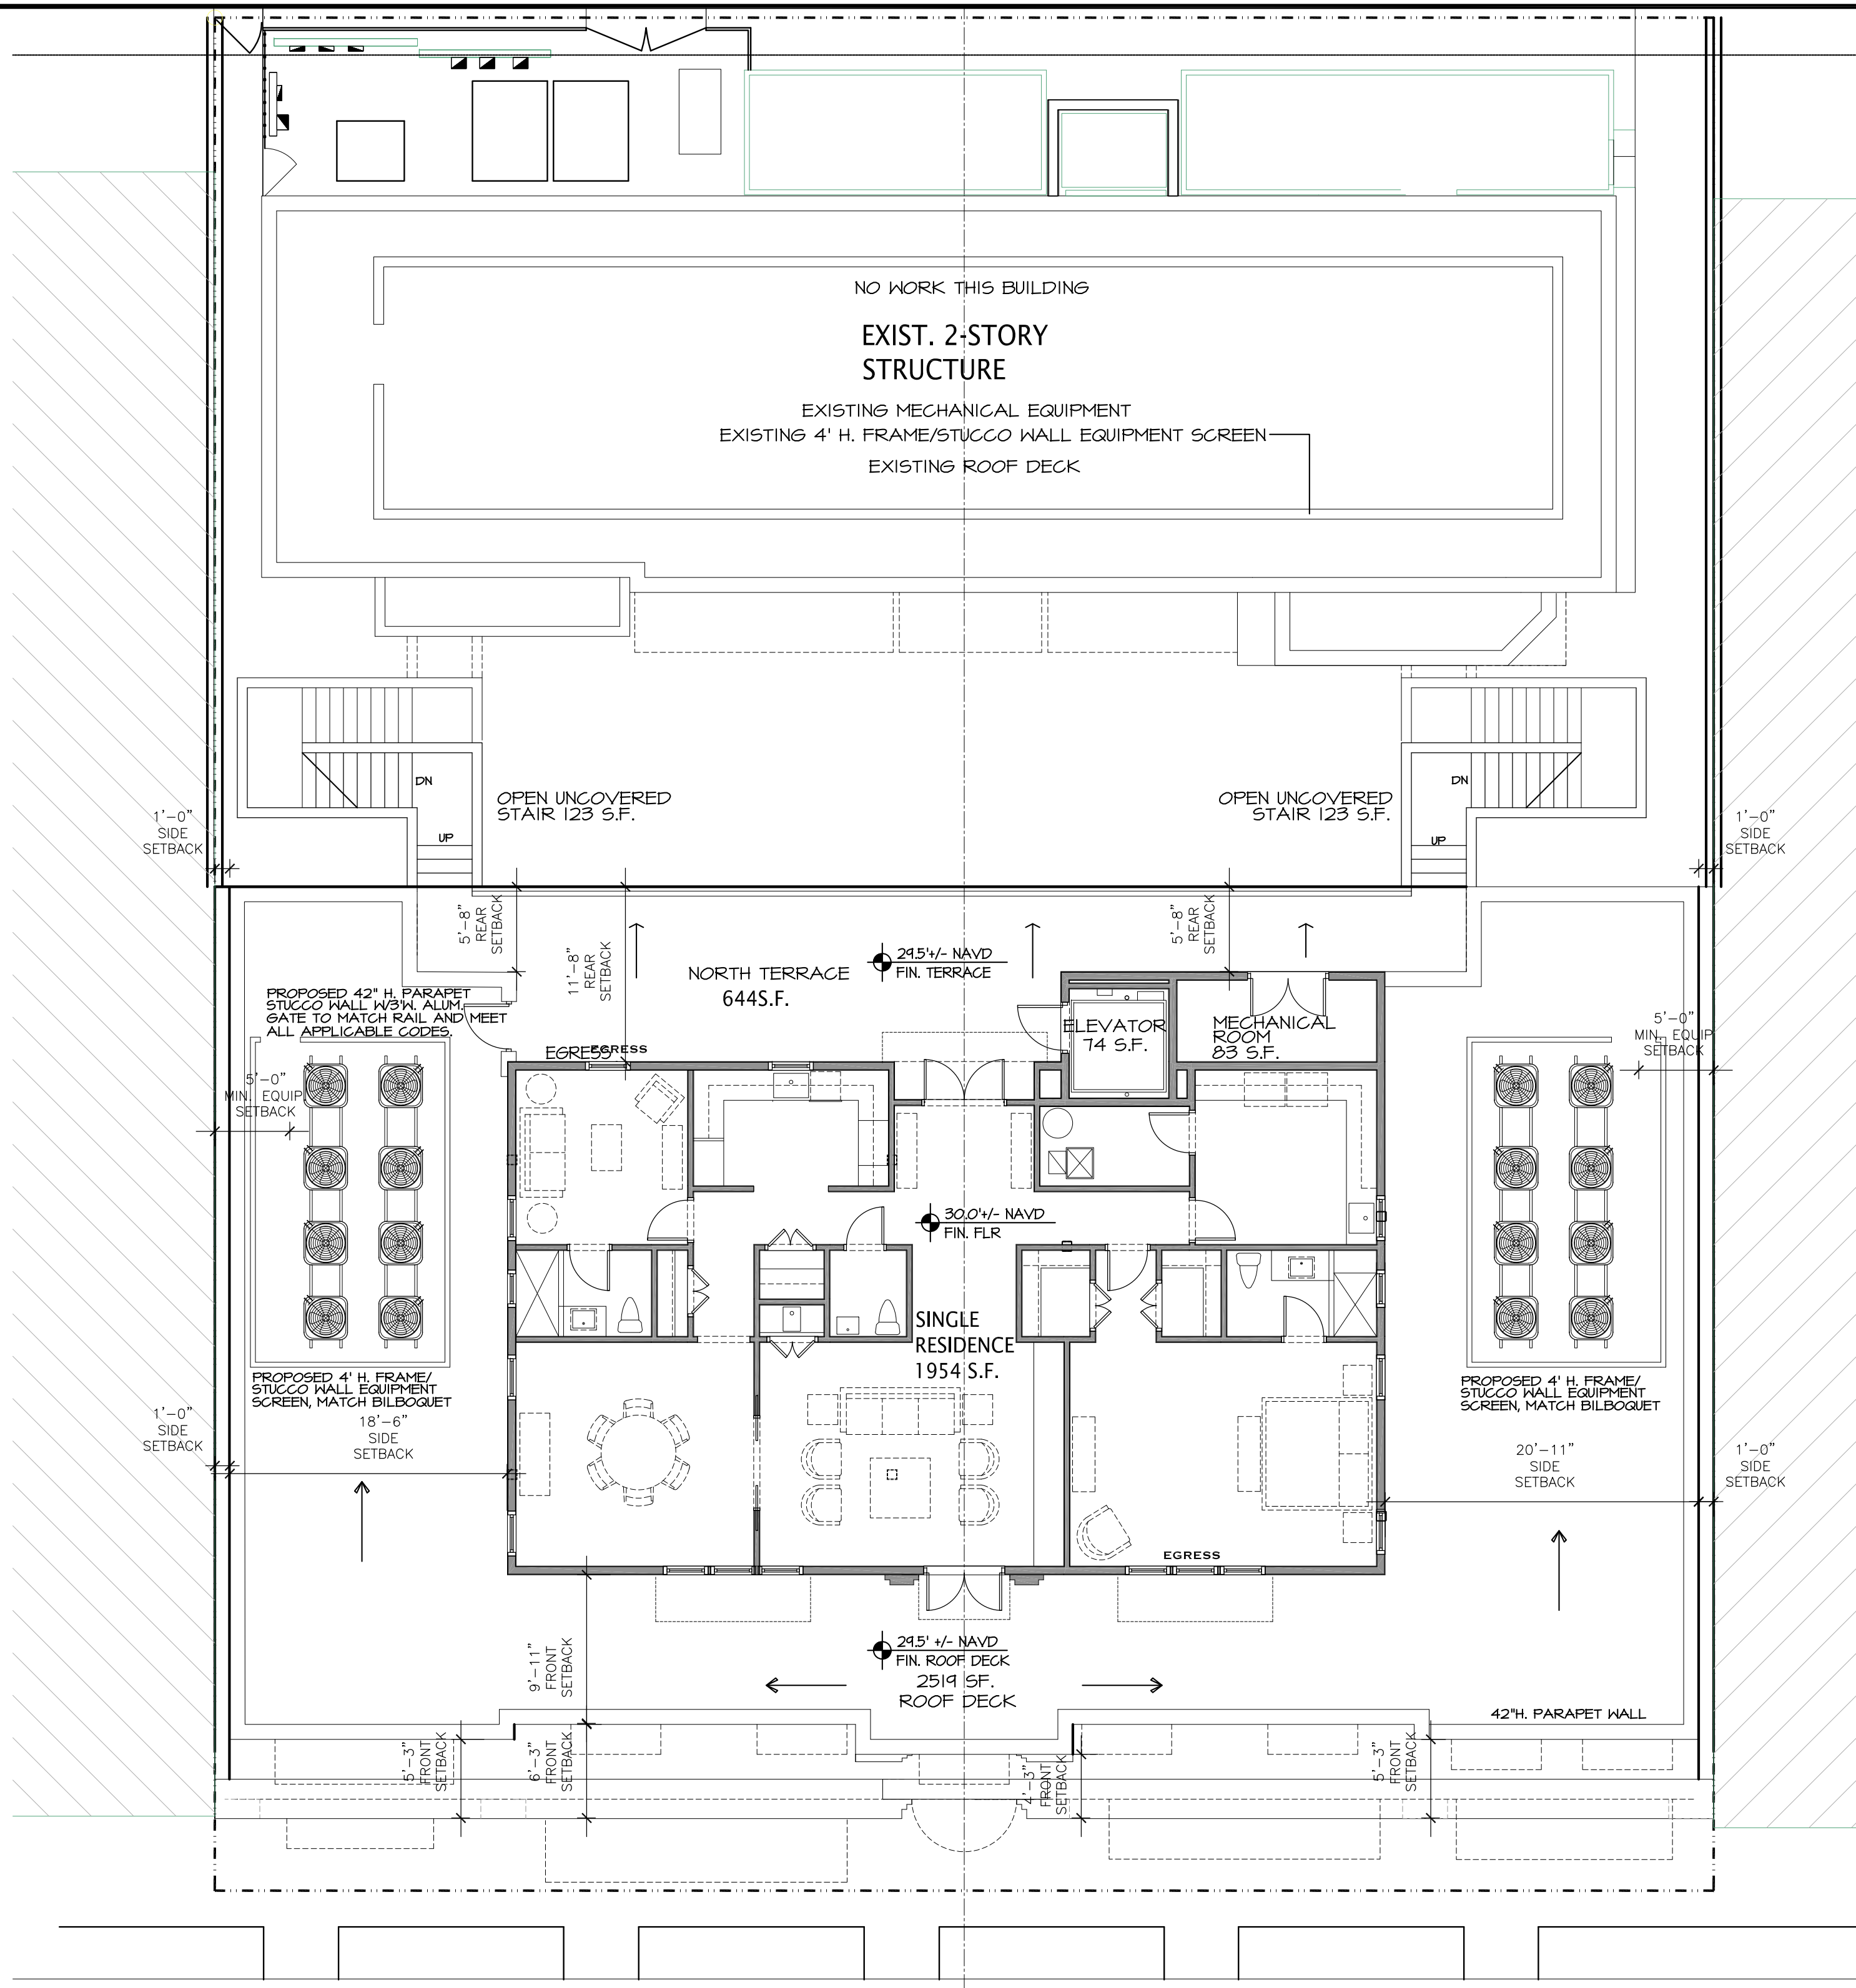 NO WORK THIS BUILDING
EXIST. 2-STORY
STRUCTURE
EXISTING MECHANICAL EQUIPMENT
EXISTING 4' H. FRAME/STUCCO WALL EQUIPMENT SCREEN
EXISTING ROOF DECK
DN
DN
OPEN UNCOVERED
STAIR 123 S.F.
OPEN UNCOVERED
STAIR 123 S.F.
1'-0"
SIDE
SETBACK
1'-0"
SIDE
SETBACK
UP
UP
5'-8"
REAR
SETBACK
11'-8"
REAR
SETBACK
5'-8"
REAR
SETBACK
29.5'+/- NAVD
FIN. TERRACE
NORTH TERRACE
644S.F.
PROPOSED 42" H. PARAPET
STUCCO WALL W/3'W. ALUM.
GATE TO MATCH RAIL AND MEET
ALL APPLICABLE CODES.
ELEVATOR
74 S.F.
MECHANICAL
ROOM
83 S.F.
5'-0"
MIN. EQUIP
SETBACK
EGRESS
EGRESS
5'-0"
MIN. EQUIP
SETBACK
30.0'+/- NAVD
FIN. FLR
SINGLE
RESIDENCE
1954 S.F.
PROPOSED 4' H. FRAME/
STUCCO WALL EQUIPMENT
SCREEN, MATCH BILBOQUET
PROPOSED 4' H. FRAME/
STUCCO WALL EQUIPMENT
SCREEN, MATCH BILBOQUET
1'-0"
SIDE
SETBACK
18'-6"
SIDE
SETBACK
20'-11"
SIDE
SETBACK
1'-0"
SIDE
SETBACK
EGRESS
9'-11"
FRONT
SETBACK
29.5' +/- NAVD
FIN. ROOF DECK
2519 SF.
ROOF DECK
42"H. PARAPET WALL
5'-3"
FRONT
SETBACK
6'-3"
FRONT
SETBACK
4'-3"
FRONT
SETBACK
5'-3"
FRONT
SETBACK